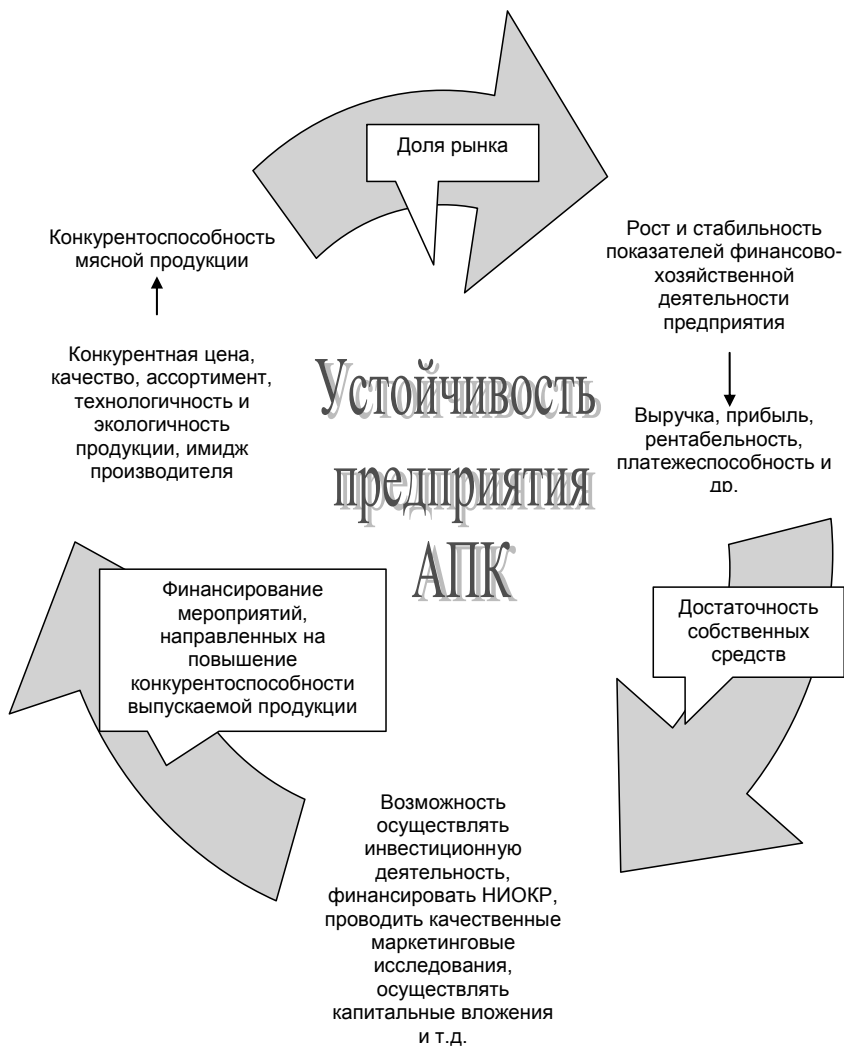 Доля рынка
Конкурентоспособность
мясной продукции
Рост и стабильность
показателей финансово-
хозяйственной
деятельности
предприятия
Конкурентная цена,
качество, ассортимент,
технологичность и
экологичность
продукции, имидж
производителя
Устойчивость
предприятия
АПК
Выручка, прибыль,
рентабельность,
платежеспособность и
др.
Финансирование
мероприятий,
направленных на
повышение
конкурентоспособности
выпускаемой продукции
Достаточность
собственных
средств
Возможность
осуществлять
инвестиционную
деятельность,
финансировать НИОКР,
проводить качественные
маркетинговые
исследования,
осуществлять
капитальные вложения
и т.д.